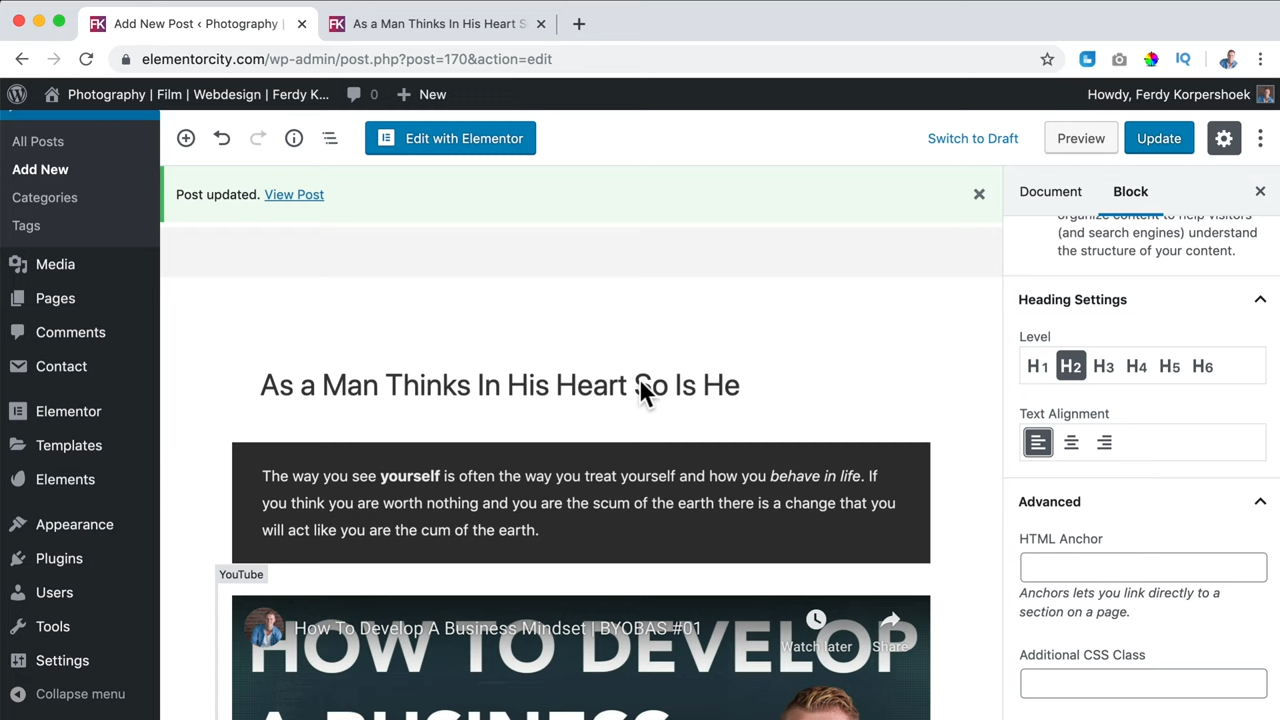 Add New Post ‹ Photography |
As a Man Thinks In His Heart S
elementorcity.com/wp-admin/post.php?post=170&action=edit
Photography | Film | Webdesign | Ferdy K...
0
New
Howdy, Ferdy Korpershoek
All Posts
Add New
Categories
Tags
Media
Pages
Comments
Contact
Elementor
Templates
Elements
Appearance
Plugins
Users
Tools
Settings
Collapse menu
Edit with Elementor
Switch to Draft
Preview
Update
Post updated. View Post
As a Man Thinks In His Heart So Is He
The way you see yourself is often the way you treat yourself and how you behave in life. If
you think you are worth nothing and you are the scum of the earth there is a change that you
will act like you are the cum of the earth.
YouTube
How To Develop A Business Mindset | BYOBAS #01
Watch later
Share
HOW TO DEVELOP
A BUSINESS
Document
Block
organize content to help visitors
(and search engines) understand
the structure of your content.
Heading Settings
Level
H1 H2 H3 H4 H5 H6
Text Alignment
Advanced
HTML Anchor
Anchors lets you link directly to a
section on a page.
Additional CSS Class